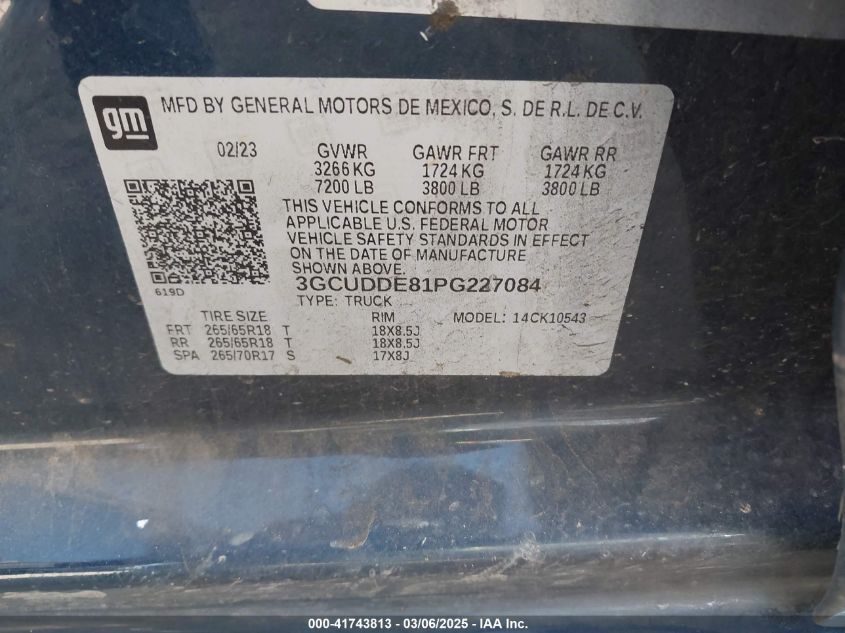 gm
MFD BY GENERAL MOTORS DE MEXICO, S. DE R.L. DE C.V.
02/23 GVWR GAWR FRT GAWR RR
3266 KG 1724 KG 1724 KG
7200 LB 3800 LB 3800 LB
THIS VEHICLE CONFORMS TO ALL
APPLICABLE U.S. FEDERAL MOTOR
VEHICLE SAFETY STANDARDS IN EFFECT
ON THE DATE OF MANUFACTURE
SHOWN ABOVE.
619D
3GCUDDE81PG227084
TYPE: TRUCK
TIRE SIZE RIM MODEL: 14CK10543
FRT 265/65R18 T 18X8.5J
RR 265/65R18 T 18X8.5J
SPA 265/70R17 S 17X8J
000-41743813 - 03/06/2025 - IAA Inc.